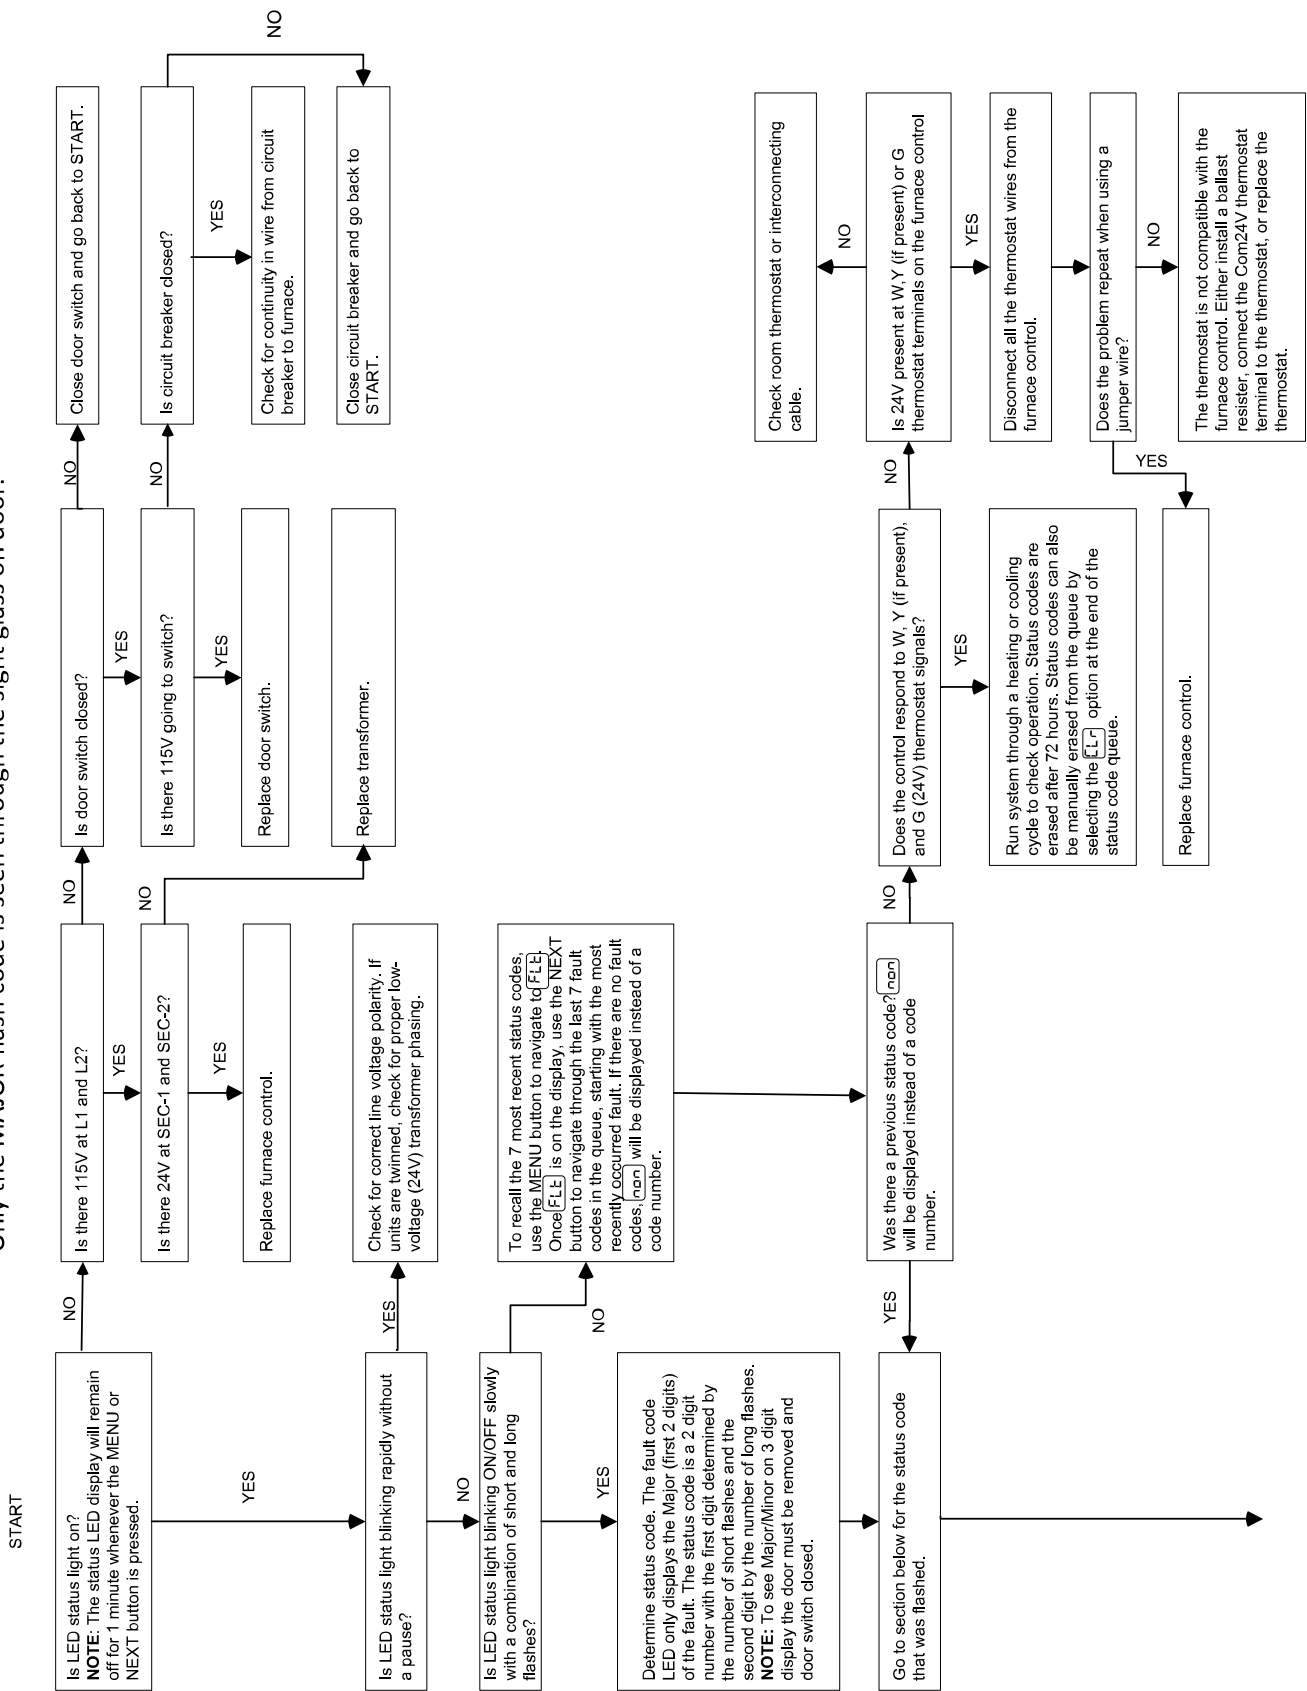 Only the MAJOR flash code is seen through the sight glass on door.
START
Is LED status light on?
NOTE: The status LED display will remain
off for 1 minute whenever the MENU or
NEXT button is pressed.
NO
Is there 115V at L1 and L2?
NO
Is door switch closed?
NO
Close door switch and go back to START.
YES
YES
Is there 24V at SEC-1 and SEC-2?
NO
Is there 115V going to switch?
NO
Is circuit breaker closed?
NO
YES
YES
YES
Replace furnace control.
Replace door switch.
Check for continuity in wire from circuit
breaker to furnace.
Replace transformer.
Close circuit breaker and go back to
START.
YES
Is LED status light blinking rapidly without
a pause?
YES
Check for correct line voltage polarity. If
units are twinned, check for proper low-
voltage (24V) transformer phasing.
NO
Is LED status light blinking ON/OFF slowly
with a combination of short and long
flashes?
NO
To recall the 7 most recent status codes,
use the MENU button to navigate to FLt.
Once FLt is on the display, use the NEXT
button to navigate through the last 7 fault
codes in the queue, starting with the most
recently occurred fault. If there are no fault
codes, non will be displayed instead of a
code number.
YES
Determine status code. The fault code
LED only displays the Major (first 2 digits)
of the fault. The status code is a 2 digit
number with the first digit determined by
the number of short flashes and the
second digit by the number of long flashes.
NOTE: To see Major/Minor on 3 digit
display the door must be removed and
door switch closed.
Go to section below for the status code
that was flashed.
YES
Was there a previous status code? non
will be displayed instead of a code
number.
NO
Does the control respond to W, Y (if present),
and G (24V) thermostat signals?
NO
Is 24V present at W,Y (if present) or G
thermostat terminals on the furnace control
NO
Check room thermostat or interconnecting
cable.
YES
Run system through a heating or cooling
cycle to check operation. Status codes are
erased after 72 hours. Status codes can also
be manually erased from the queue by
selecting the CLr option at the end of the
status code queue.
YES
Disconnect all the thermostat wires from the
furnace control.
Does the problem repeat when using a
jumper wire?
YES
Replace furnace control.
NO
The thermostat is not compatible with the
furnace control. Either install a ballast
resister, connect the Com24V thermostat
terminal to the thermostat, or replace the
thermostat.